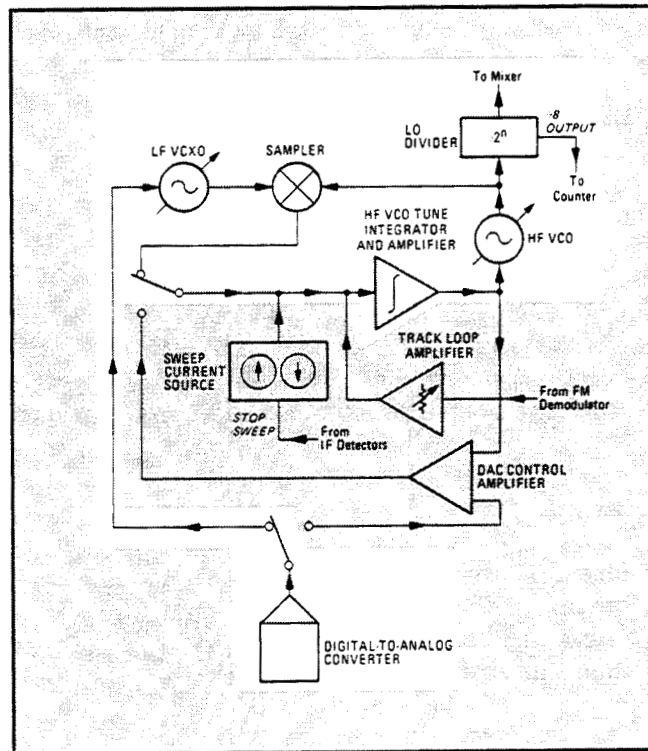 To Mixer
LO
DIVIDER
2ⁿ
-8
OUTPUT
To
Counter
LF VCXO
SAMPLER
HF VCO TUNE
INTEGRATOR
AND AMPLIFIER
HF VCO
SWEEP
CURRENT
SOURCE
TRACK LOOP
AMPLIFIER
STOP
SWEEP
From
IF Detectors
From FM
Demodulator
DAC CONTROL
AMPLIFIER
DIGITAL-TO-ANALOG
CONVERTER